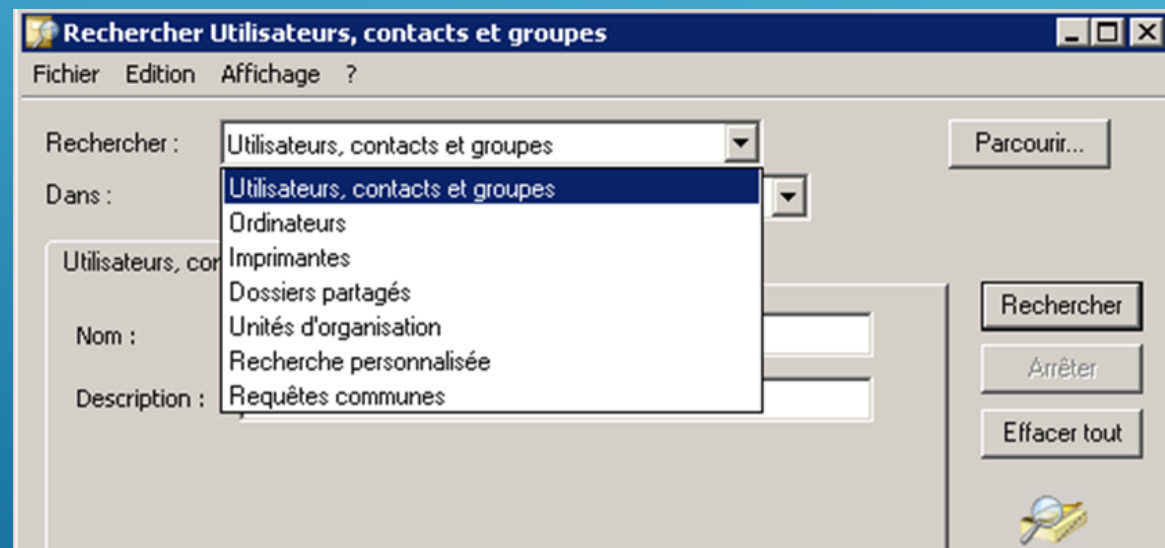 Rechercher Utilisateurs, contacts et groupes
Fichier Edition Affichage ?
Rechercher : Utilisateurs, contacts et groupes Parcourir...
Dans : Utilisateurs, contacts et groupes
Ordinateurs
Utilisateurs, Imprimantes
Dossiers partagés
Rechercher
Nom : Unités d'organisation
Recherche personnalisée
Arrêter
Description : Requêtes communes
Effacer tout